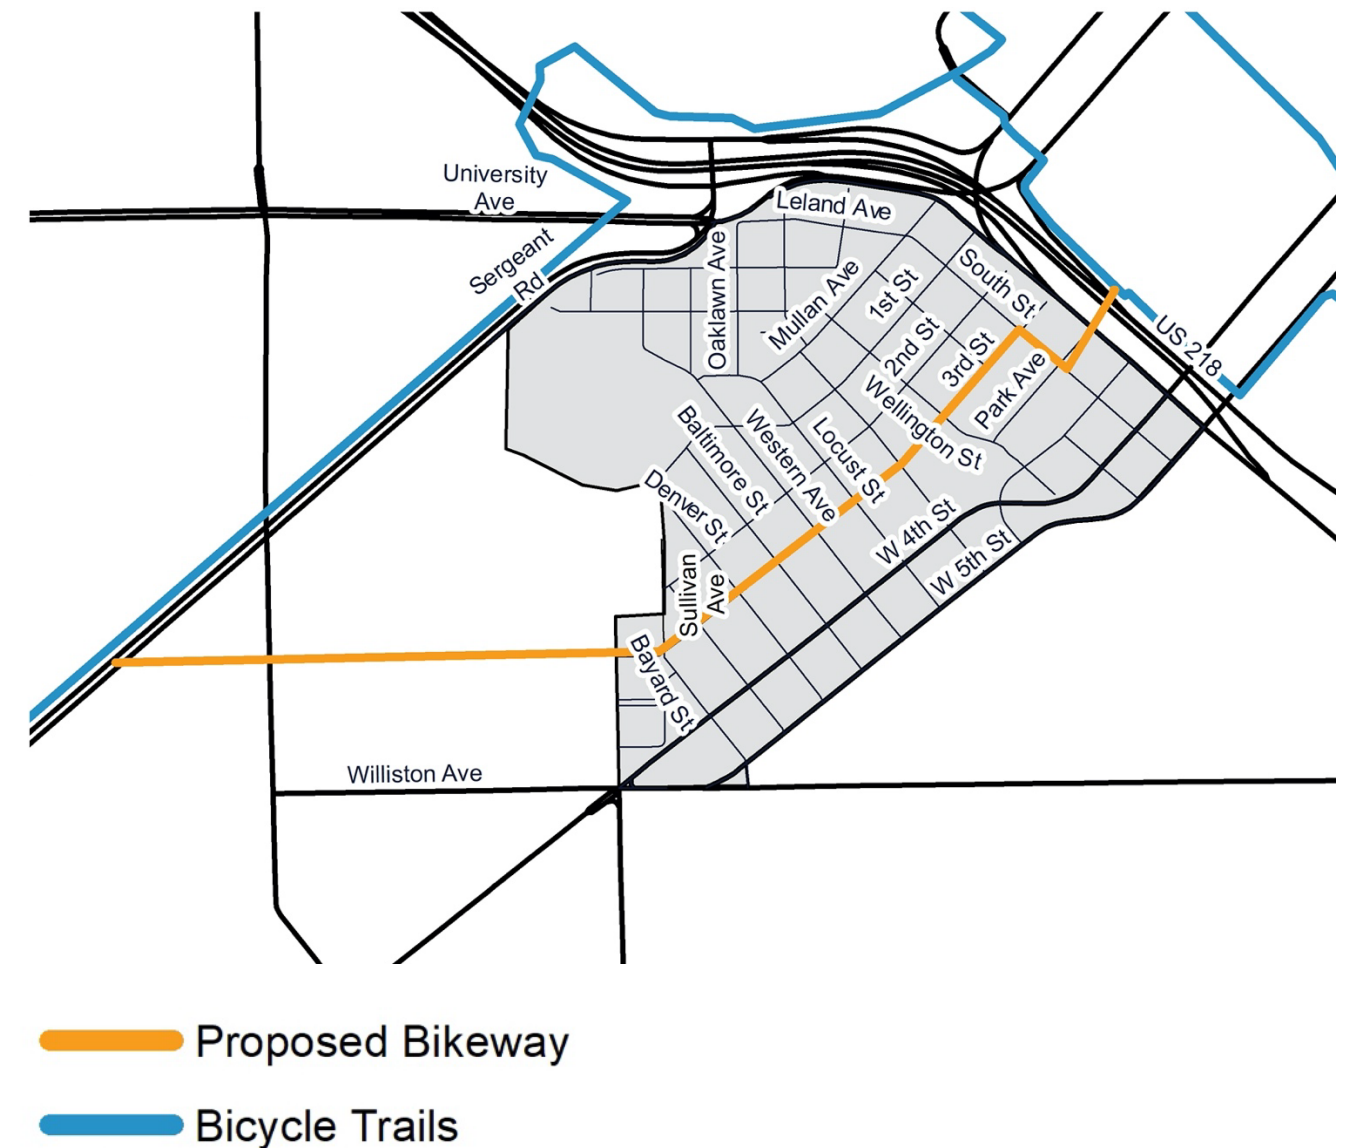 University
Ave
Sergeant
Rd
Leland Ave
Oaklawn Ave
Mullan Ave
1st St
South St
2nd St
3rd St
US 218
Park Ave
Wellington St
Baltimore St
Western Ave
Locust St
Denver St
W 4th St
W 5th St
Sullivan
Ave
Bayard St
Williston Ave
Proposed Bikeway
Bicycle Trails